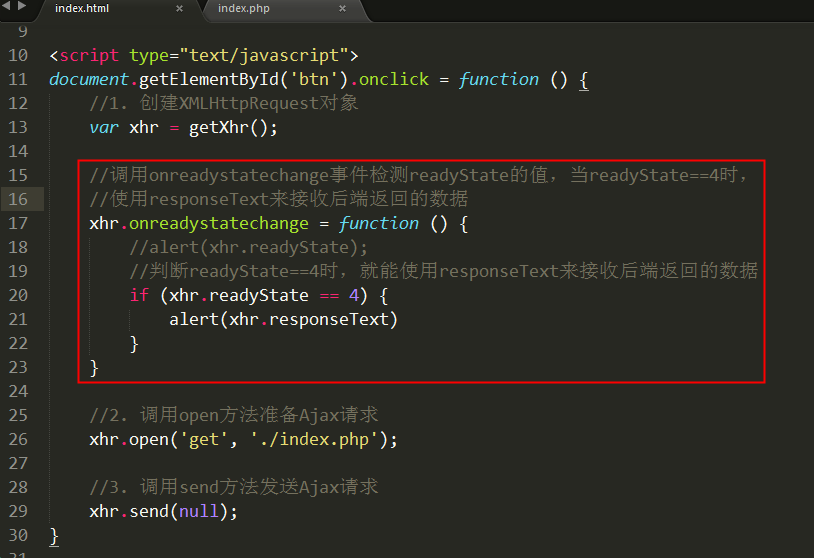 index.html × index.php ×
9
10 <script type="text/javascript">
11 document.getElementById('btn').onclick = function () {
12     //1. 创建XMLHttpRequest对象
13     var xhr = getXhr();
14
15     //调用onreadystatechange事件检测readyState的值，当readyState==4时，
16     //使用responseText来接收后端返回的数据
17     xhr.onreadystatechange = function () {
18         //alert(xhr.readyState);
19         //判断readyState==4时，就能使用responseText来接收后端返回的数据
20         if (xhr.readyState == 4) {
21             alert(xhr.responseText)
22         }
23     }
24
25     //2. 调用open方法准备Ajax请求
26     xhr.open('get', './index.php');
27
28     //3. 调用send方法发送Ajax请求
29     xhr.send(null);
30 }
31